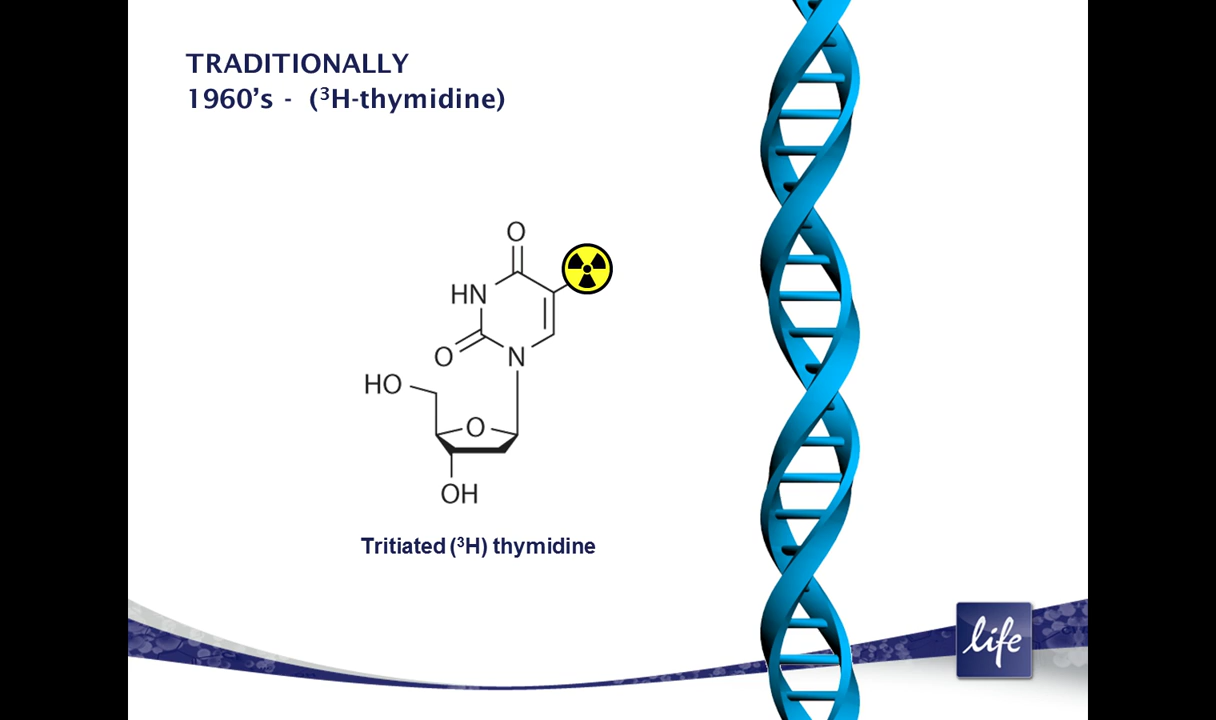 TRADITIONALLY
1960’s - (³H-thymidine)
O
HN
O
N
HO
O
OH
Tritiated (³H) thymidine
life